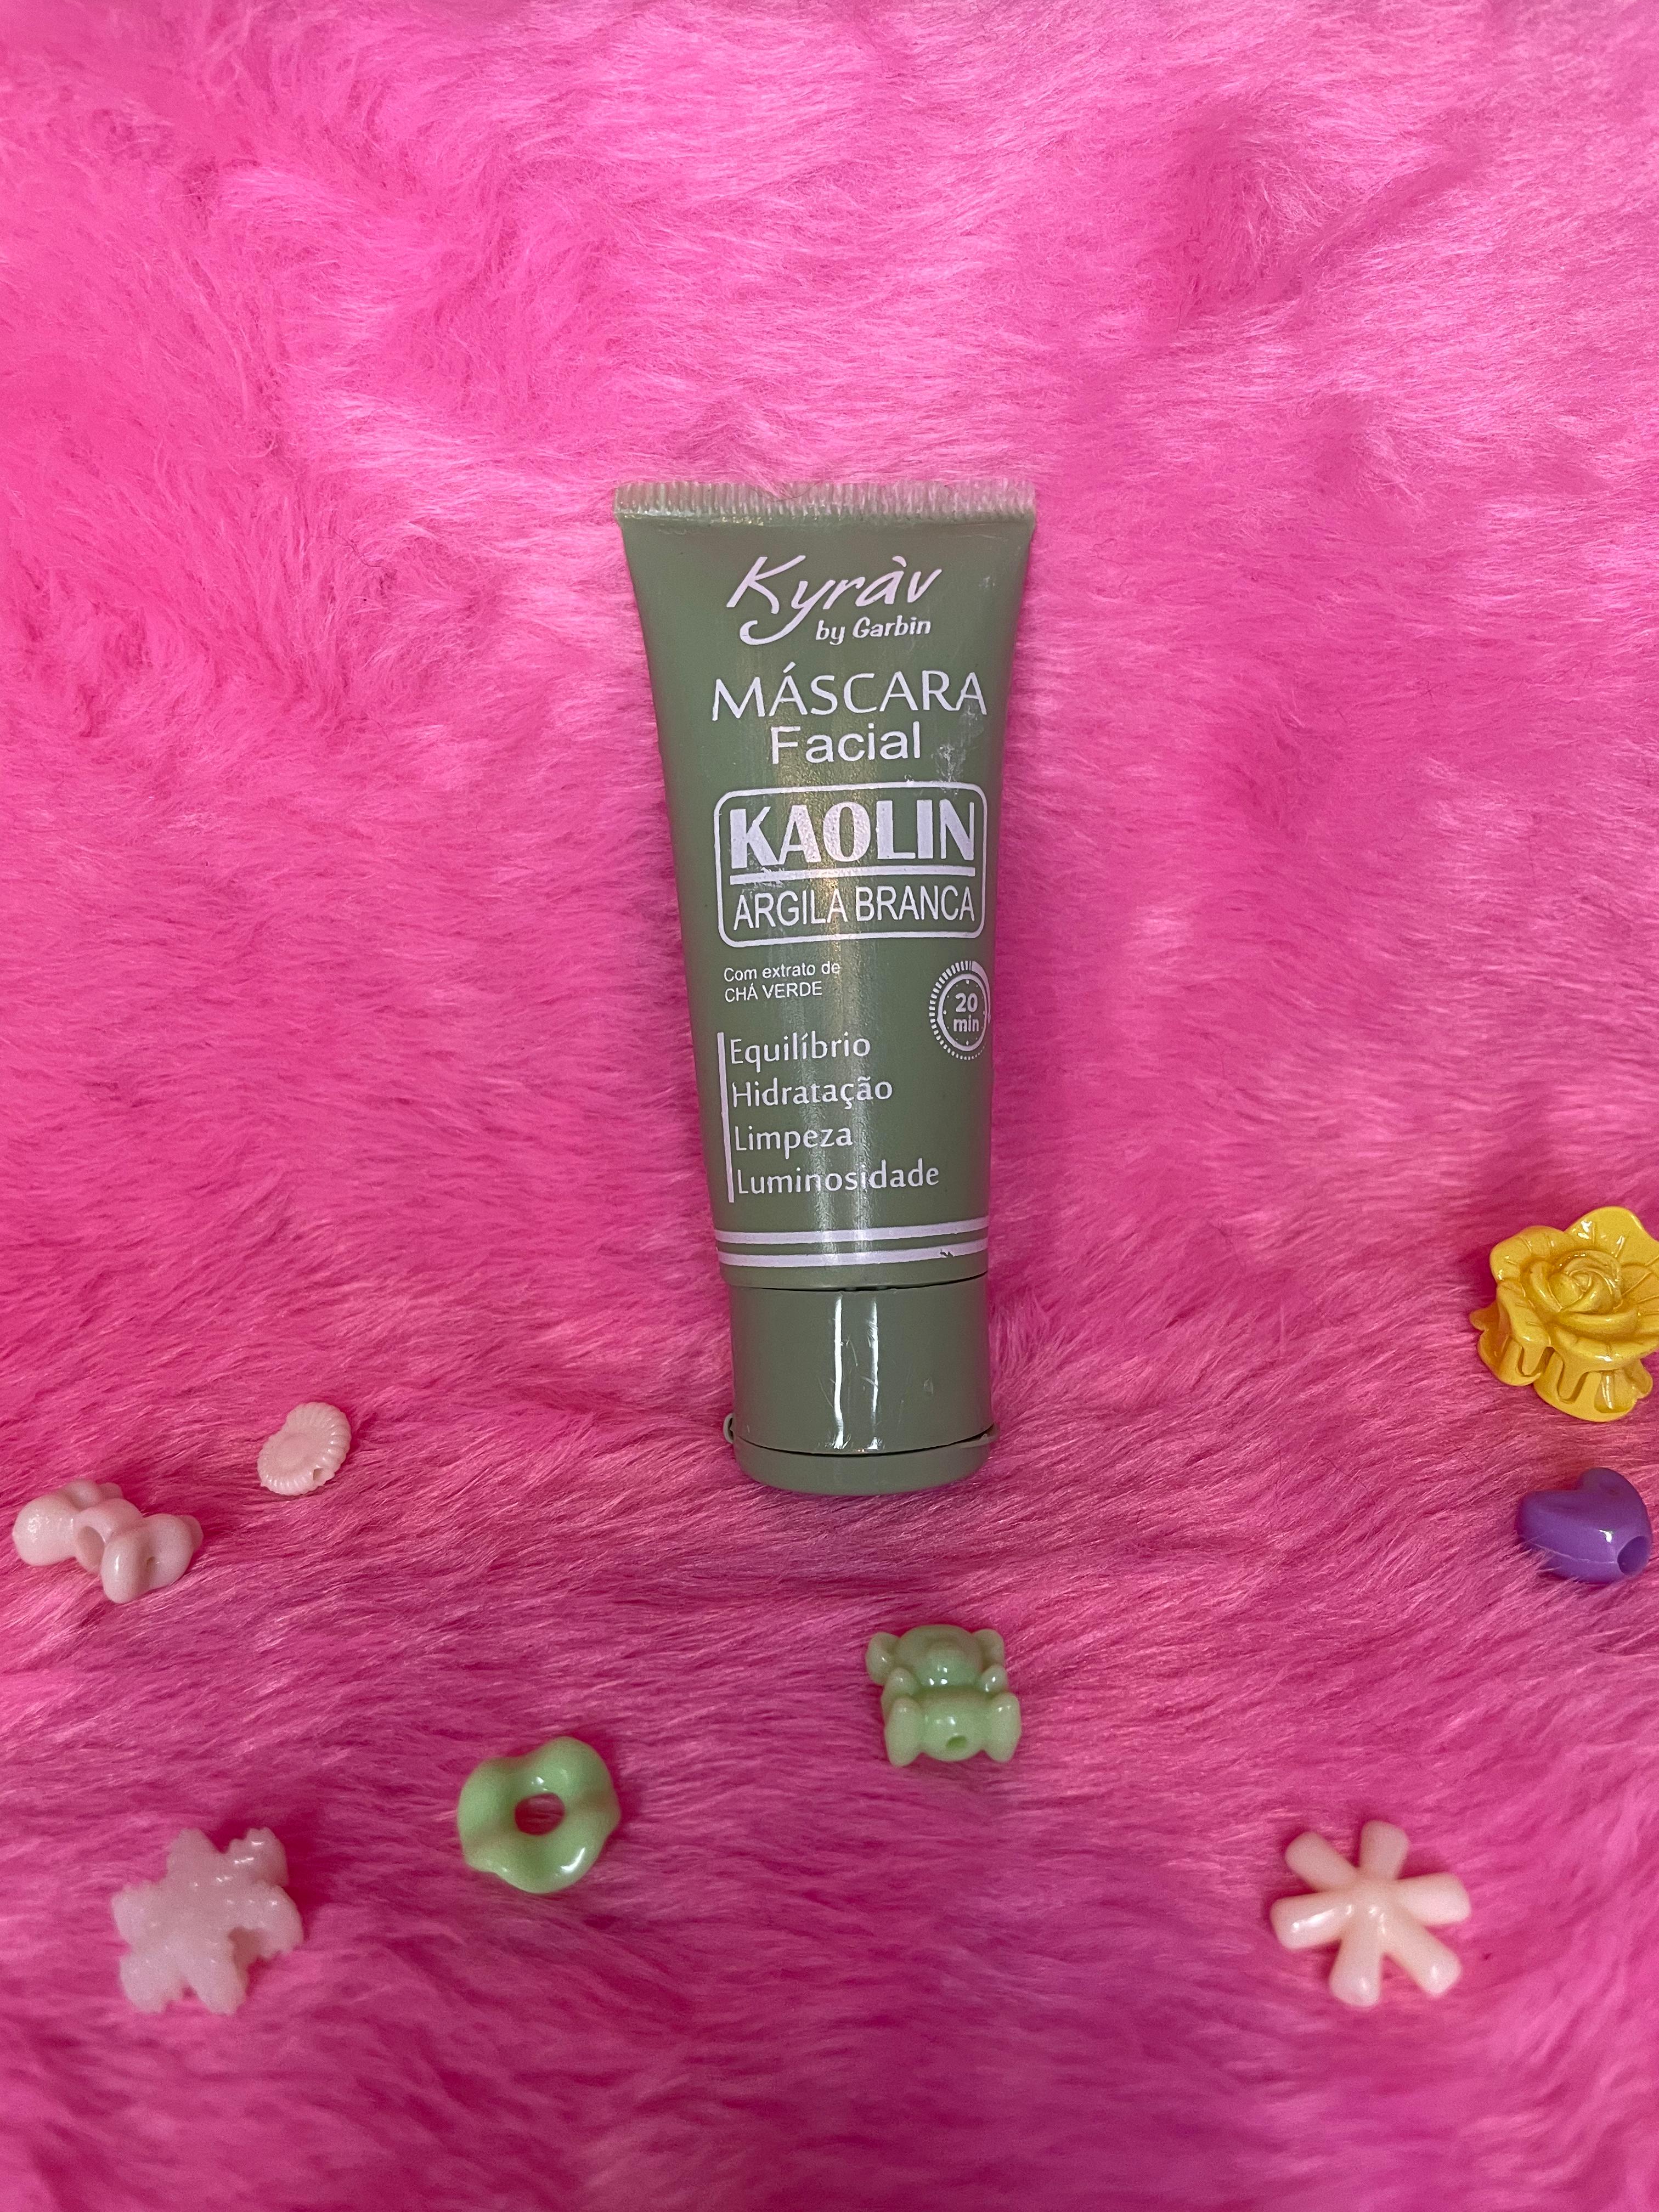 Kyràv
by Garbin
MÁSCARA
Facial
KAOLIN
ARGILA BRANCA
Com extrato de
CHÁ VERDE
20
min
Equilíbrio
Hidratação
Limpeza
Luminosidade